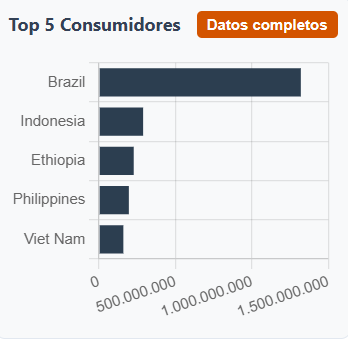 Top 5 Consumidores
Datos completos
Brazil
Indonesia
Ethiopia
Philippines
Viet Nam
0
500.000.000
1.000.000.000
1.500.000.000